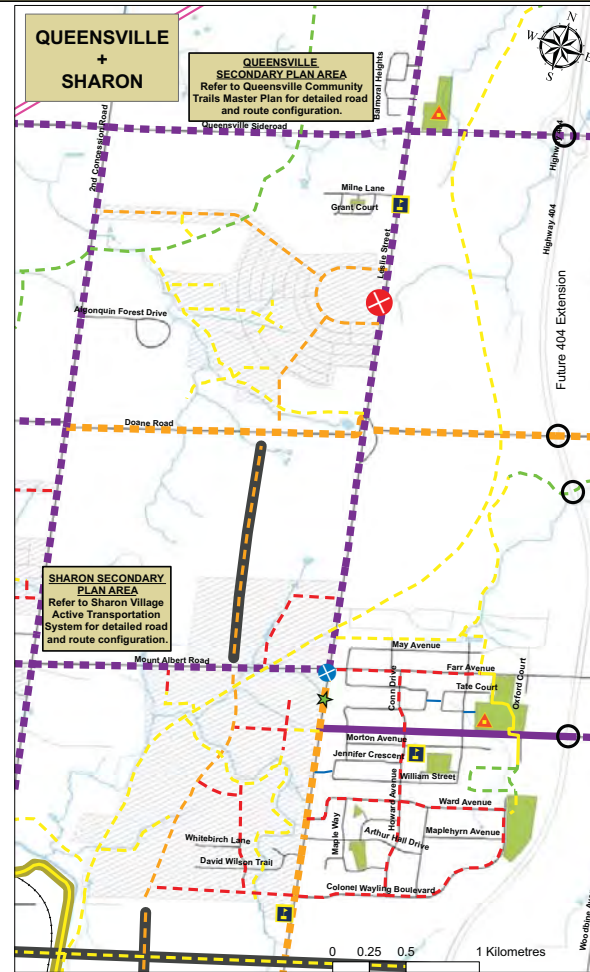 QUEENSVILLE
+
SHARON
QUEENSVILLE
SECONDARY PLAN AREA
Refer to Queensville Community
Trails Master Plan for detailed road
and route configuration.
N
W
E
S
Balmoral Heights
2nd Concession Road
Queensville Sideroad
Milne Lane
Grant Court
Leslie Street
Highway 404
Future 404 Extension
Algonquin Forest Drive
Doane Road
SHARON SECONDARY
PLAN AREA
Refer to Sharon Village
Active Transportation
System for detailed road
and route configuration.
Mount Albert Road
May Avenue
Farr Avenue
Tate Court
Oxford Court
Conn Drive
Morton Avenue
Jennifer Crescent
William Street
Howard Avenue
Ward Avenue
Maple Way
Arthur Hall Drive
Maplehyrn Avenue
Whitebirch Lane
David Wilson Trail
Colonel Wayling Boulevard
0 0.25 0.5 1 Kilometres